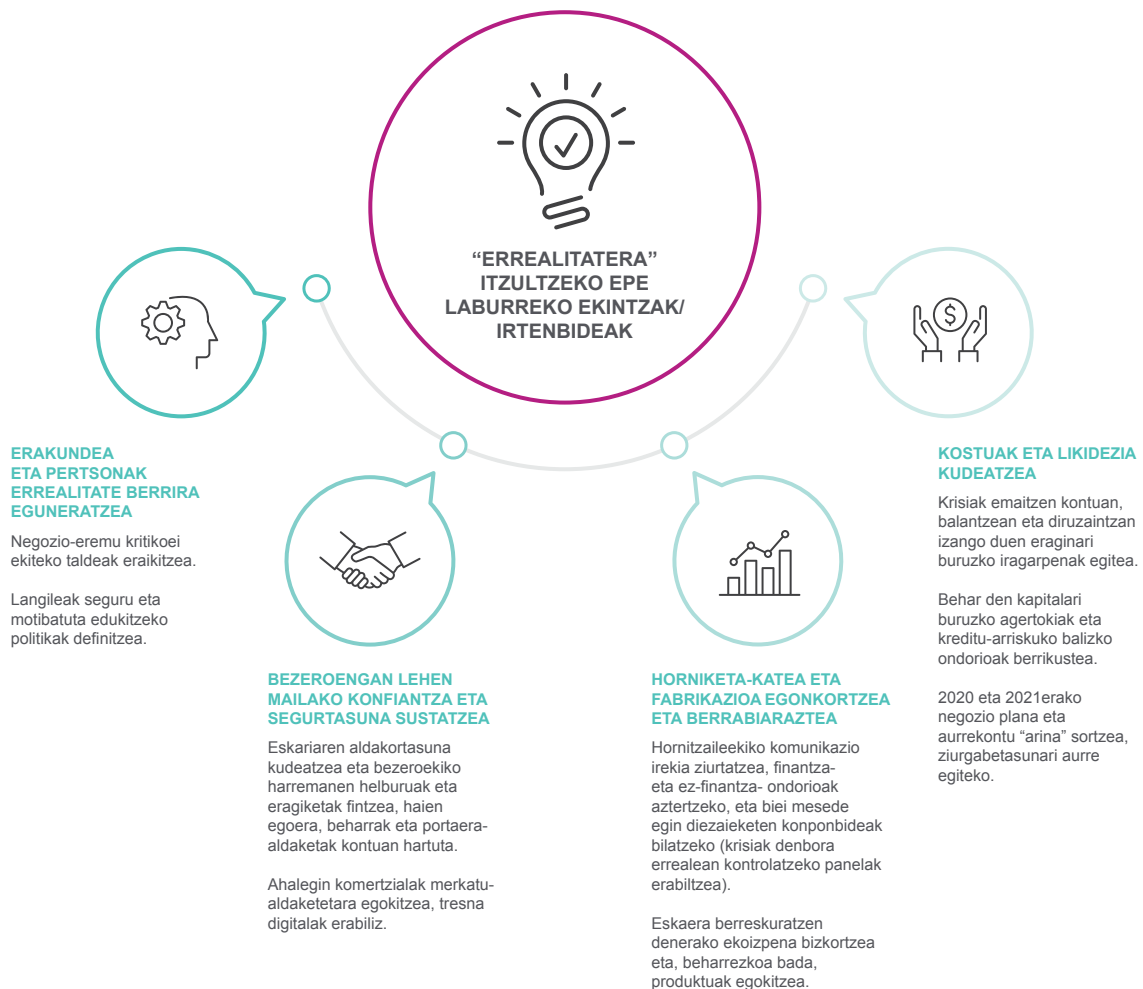 “ERREALITATERA”
ITZULTZEKO EPE
LABURREKO EKINTZAK/
IRTENBIDEAK
$
ERAKUNDEA
ETA PERTSONAK
ERREALITATE BERRIRA
EGUNERATZEA
Negozio-eremu kritikoei
ekiteko taldeak eraikitzea.
Langileak seguru eta
motibatuta edukitzeko
politikak definitzea.
BEZEROENGAN LEHEN
MAILAKO KONFIANTZA ETA
SEGURTASUNA SUSTATZEA
Eskariaren aldakortasuna
kudeatzea eta bezeroekiko
harremanen helburuak eta
eragiketak fintzea, haien
egoera, beharrak eta portaera-
aldaketak kontuan hartuta.
Ahalegin komertzialak merkatu-
aldaketetara egokitzea, tresna
digitalak erabiliz.
HORNIKETA-KATEA ETA
FABRIKAZIOA EGONKORTZEA
ETA BERRABIARAZTEA
Hornitzaileekiko komunikazio
irekia ziurtatzea, finantza-
eta ez-finantza- ondorioak
aztertzeko, eta biei mesede
egin diezaieketen konponbideak
bilatzeko (krisiak denbora
errealean kontrolatzeko panelak
erabiltzea).
Eskaera berreskuratzen
denerako ekoizpena bizkortzea
eta, beharrezkoa bada,
produktuak egokitzea.
KOSTUAK ETA LIKIDEZIA
KUDEATZEA
Krisiak emaitzen kontuan,
balantzean eta diruzaintzan
izango duen eraginari
buruzko iragarpenak egitea.
Behar den kapitalari
buruzko agertokiak eta
kreditu-arriskuko balizko
ondorioak berrikustea.
2020 eta 2021erako
negozio plana eta
aurrekontu “arina” sortzea,
ziurgabetasunari aurre
egiteko.